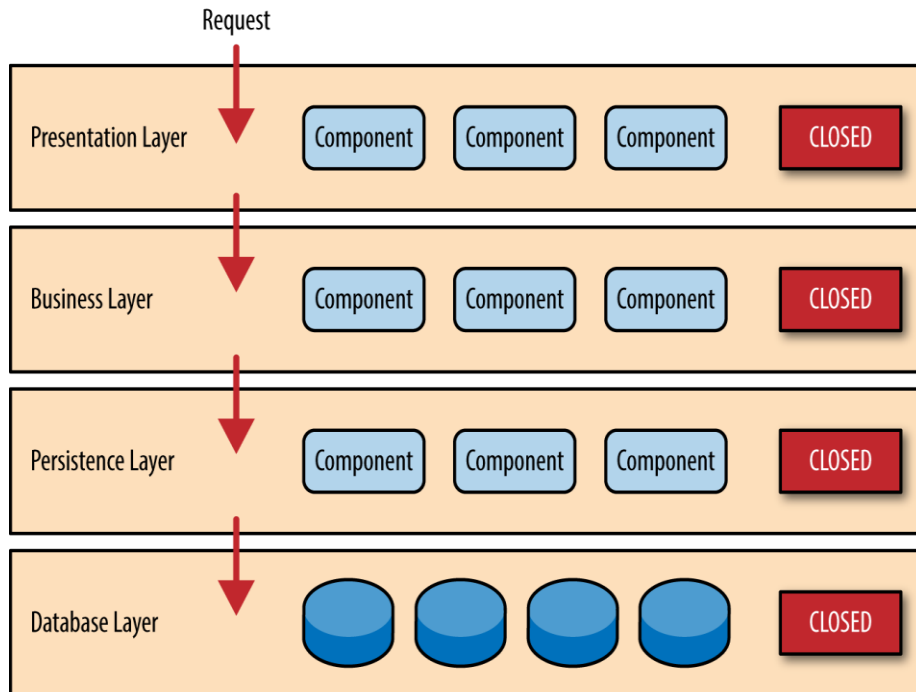 Request
Presentation Layer
Component
Component
Component
CLOSED
Business Layer
Component
Component
Component
CLOSED
Persistence Layer
Component
Component
Component
CLOSED
Database Layer
CLOSED